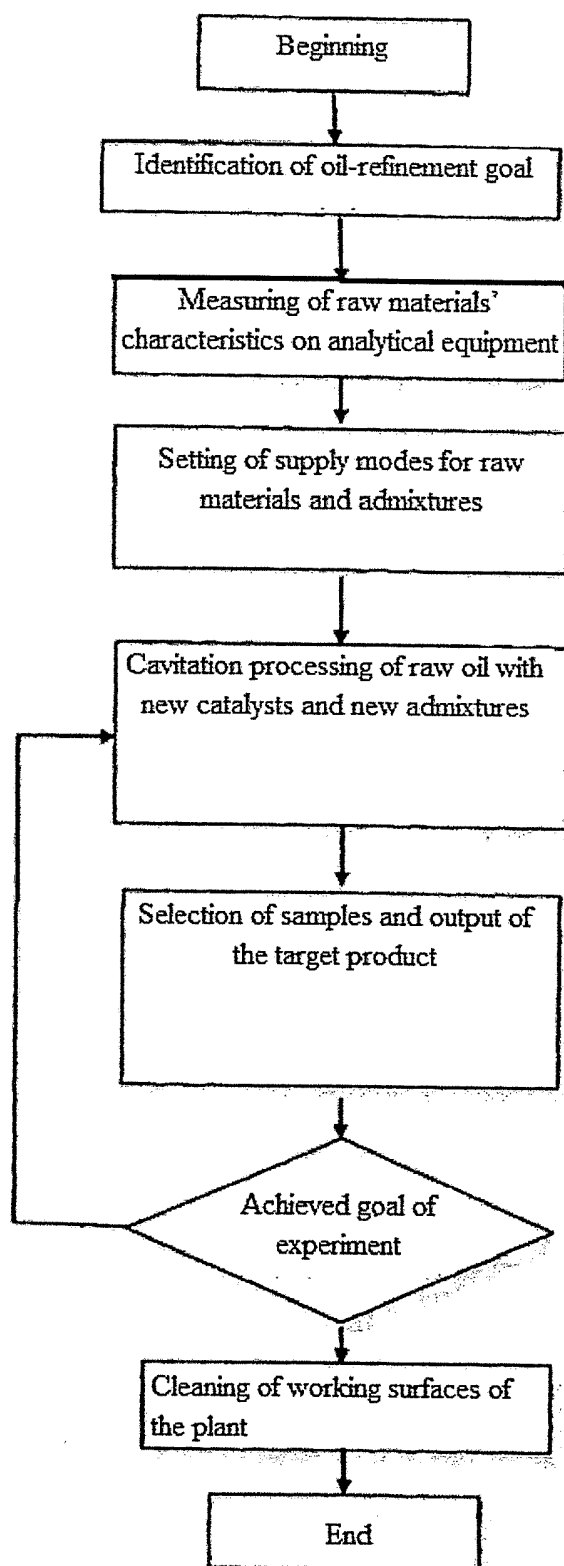 Beginning
Identification of oil-refinement goal
Measuring of raw materials'
characteristics on analytical equipment
Setting of supply modes for raw
materials and admixtures
Cavitation processing of raw oil with
new catalysts and new admixtures
Selection of samples and output of
the target product
Achieved goal of
experiment
Cleaning of working surfaces of
the plant
End